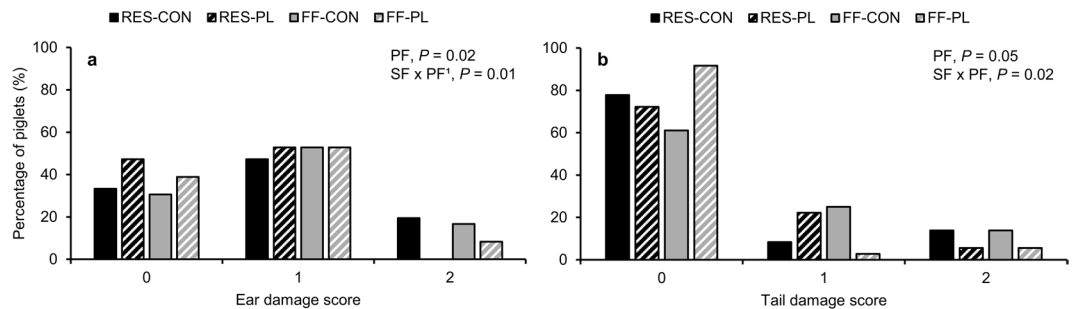 RES-CON RES-PL FF-CON FF-PL
a
PF, P = 0.02
SF x PF¹, P = 0.01
Percentage of piglets (%)
100
80
60
40
20
0
0 1 2
Ear damage score
RES-CON RES-PL FF-CON FF-PL
b
PF, P = 0.05
SF x PF, P = 0.02
100
80
60
40
20
0
0 1 2
Tail damage score